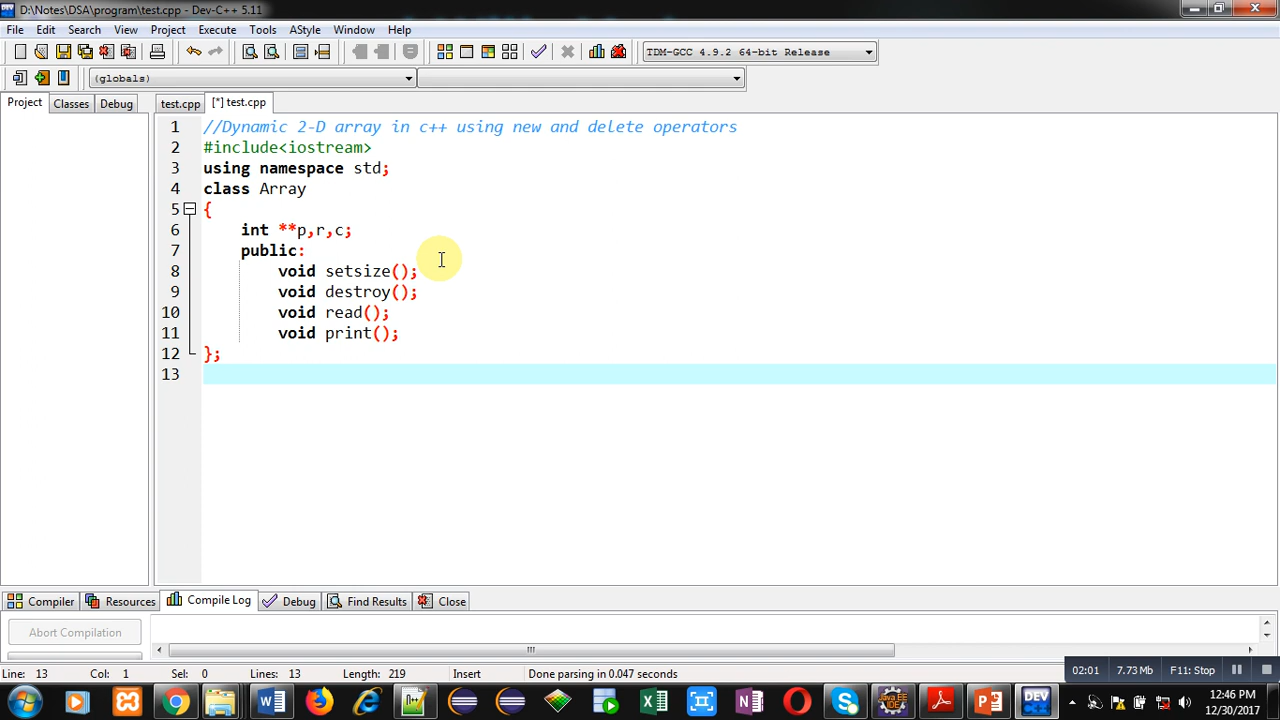 D:\Notes\DSA\program\test.cpp - Dev-C++ 5.11
File Edit Search View Project Execute Tools AStyle Window Help
TDM-GCC 4.9.2 64-bit Release
(globals)
Project Classes Debug test.cpp [*] test.cpp
1 //Dynamic 2-D array in c++ using new and delete operators
2 #include<iostream>
3 using namespace std;
4 class Array
5 {
6 int **p,r,c;
7 public:
8 void setsize();
9 void destroy();
10 void read();
11 void print();
12 };
13
Compiler Resources Compile Log Debug Find Results Close
Abort Compilation
Line: 13 Col: 1 Sel: 0 Lines: 13 Length: 219 Insert Done parsing in 0.047 seconds
02:01 7.73 Mb F11: Stop
DEV C++
12:46 PM
12/30/2017